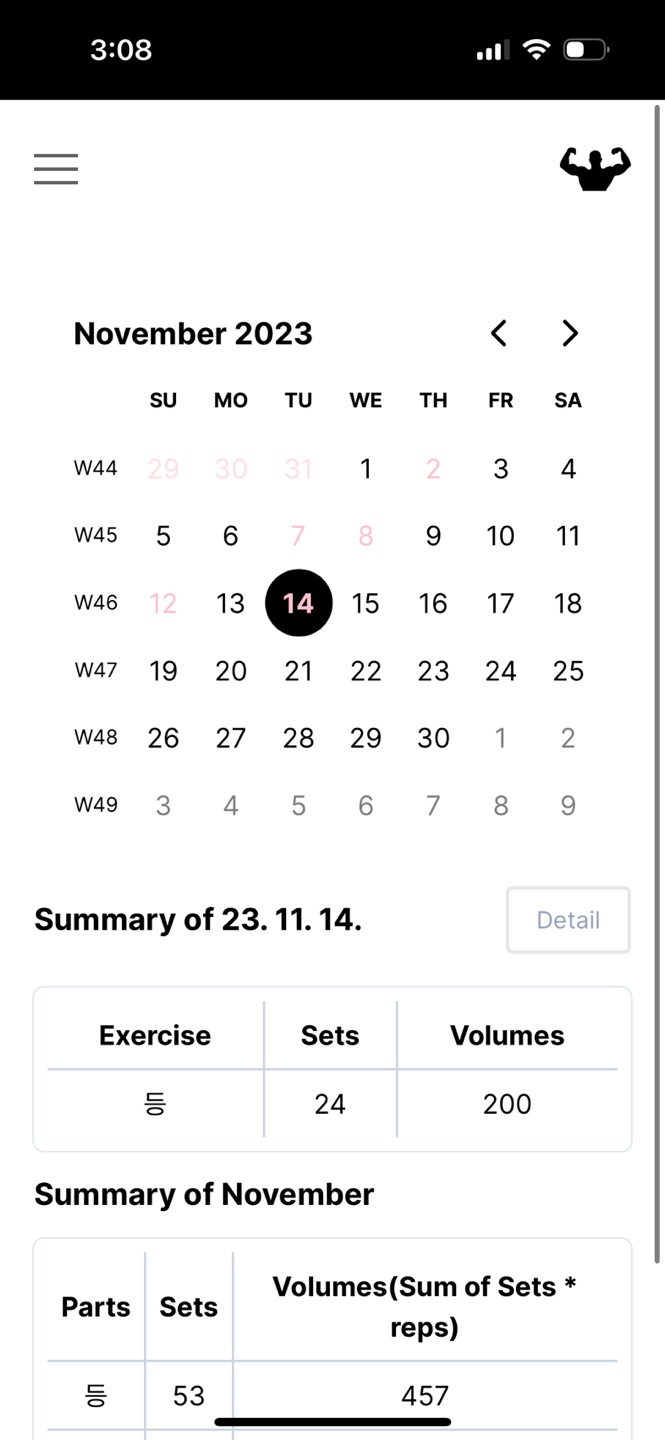 3:08
November 2023
SU MO TU WE TH FR SA
W44 29 30 31 1 2 3 4
W45 5 6 7 8 9 10 11
W46 12 13 14 15 16 17 18
W47 19 20 21 22 23 24 25
W48 26 27 28 29 30 1 2
W49 3 4 5 6 7 8 9
Summary of 23. 11. 14.
Detail
Exercise Sets Volumes
등 24 200
Summary of November
Parts Sets Volumes(Sum of Sets *
reps)
등 53 457